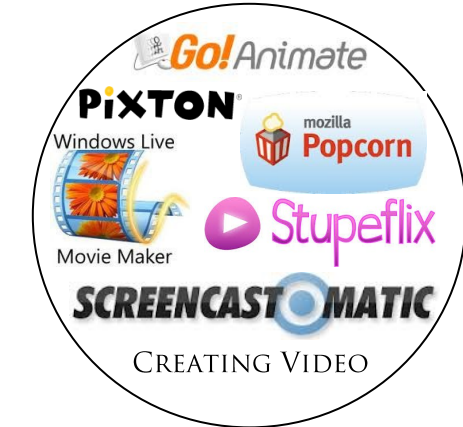 Go! Animate
PiXTON®
mozilla
Popcorn
Windows Live
Movie Maker
Stupeflix
SCREENCAST O MATIC
CREATING VIDEO